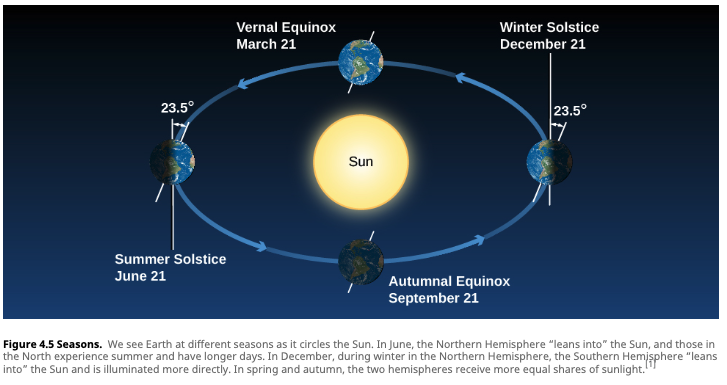 Vernal Equinox
March 21
Winter Solstice
December 21
23.5°
23.5°
Sun
Summer Solstice
June 21
Autumnal Equinox
September 21
Figure 4.5 Seasons. We see Earth at different seasons as it circles the Sun. In June, the Northern Hemisphere “leans into” the Sun, and those in
the North experience summer and have longer days. In December, during winter in the Northern Hemisphere, the Southern Hemisphere “leans
into” the Sun and is illuminated more directly. In spring and autumn, the two hemispheres receive more equal shares of sunlight.[1]